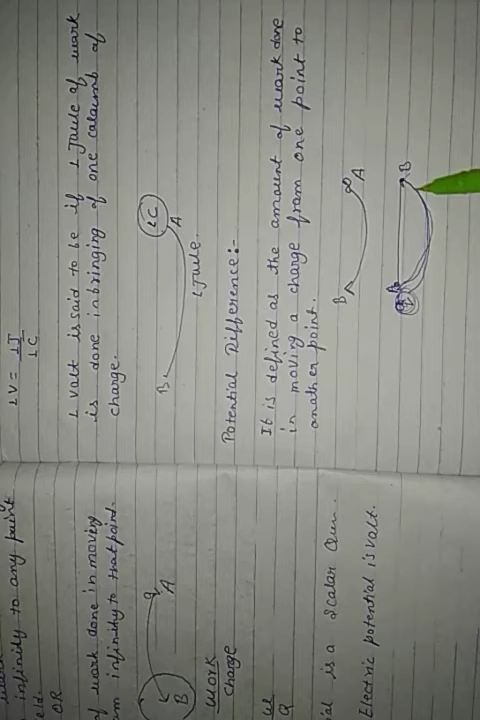 infinity to any point
OR
of work done in moving
infinity to that point.
q
A
B
Work
Charge
W
Q
is a Scalar Quan.
Electric potential is volt.
1V = 1J
1C
1 volt is said to be if 1 Joule of work
is done in bringing of one coloumb of
charge.
1C
A
B
1 Joule.
Potential Difference:-
It is defined as the amount of work done
in moving a charge from one point to
another point.
B
A
B